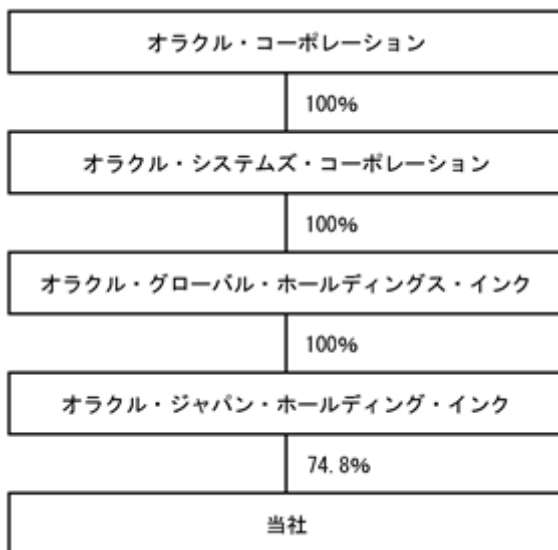 オラクル・コーポレーション
100%
オラクル・システムズ・コーポレーション
100%
オラクル・グローバル・ホールディングス・インク
100%
オラクル・ジャパン・ホールディング・インク
74.8%
当社